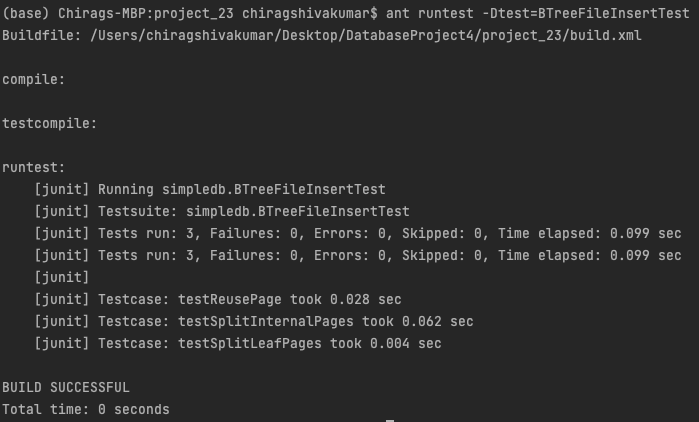 (base) Chirags-MBP:project_23 chiragshivakumar$ ant runtest -Dtest=BTreeFileInsertTest
Buildfile: /Users/chiragshivakumar/Desktop/DatabaseProject4/project_23/build.xml
compile:
testcompile:
runtest:
[junit] Running simpledb.BTreeFileInsertTest
[junit] Testsuite: simpledb.BTreeFileInsertTest
[junit] Tests run: 3, Failures: 0, Errors: 0, Skipped: 0, Time elapsed: 0.099 sec
[junit] Tests run: 3, Failures: 0, Errors: 0, Skipped: 0, Time elapsed: 0.099 sec
[junit]
[junit] Testcase: testReusePage took 0.028 sec
[junit] Testcase: testSplitInternalPages took 0.062 sec
[junit] Testcase: testSplitLeafPages took 0.004 sec
BUILD SUCCESSFUL
Total time: 0 seconds